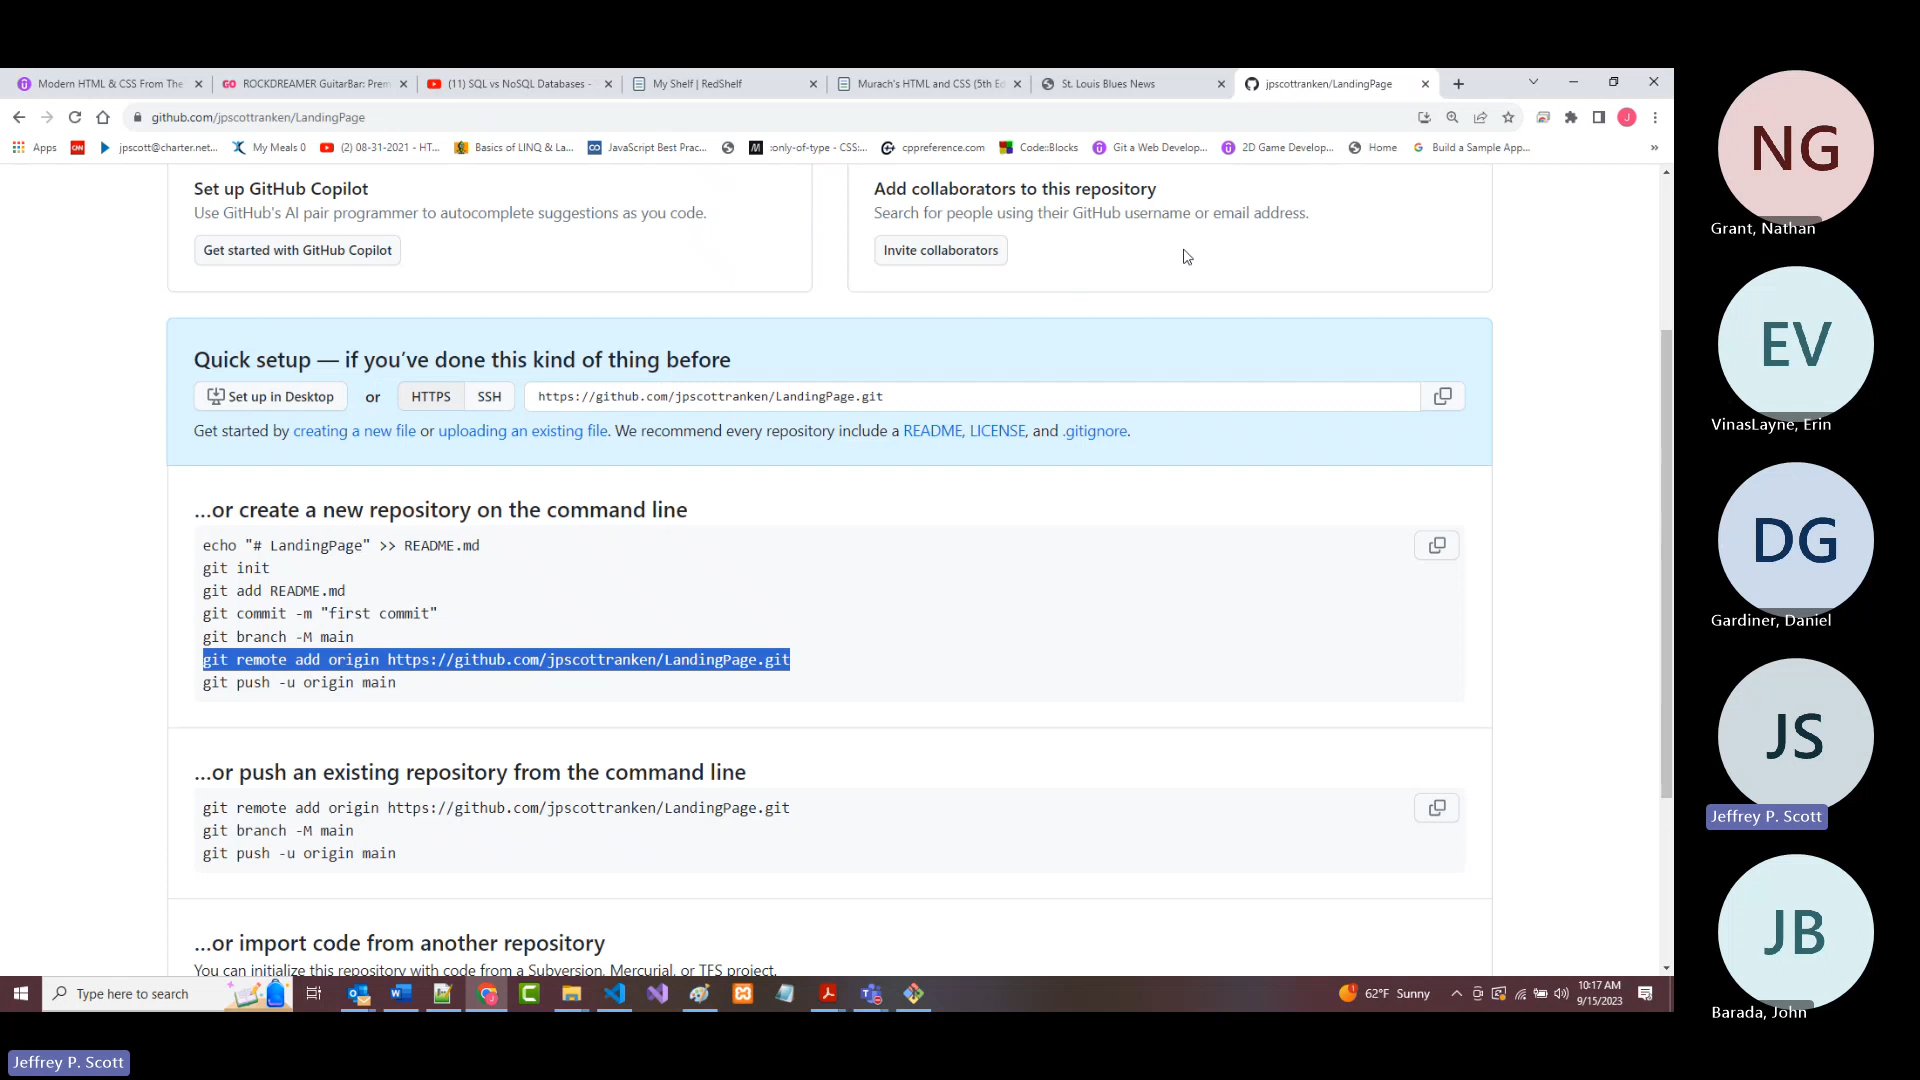 Modern HTML & CSS From The
ROCKDREAMER GuitarBar: Prem
(11) SQL vs NoSQL Databases -
My Shelf | RedShelf
Murach's HTML and CSS (5th Ed
St. Louis Blues News
jpscottranken/LandingPage
github.com/jpscottranken/LandingPage
J
Apps
CNN
jpscott@charter.net...
My Meals 0
(2) 08-31-2021 - HT...
Basics of LINQ & La...
JavaScript Best Prac...
:only-of-type - CSS:...
cppreference.com
Code::Blocks
Git a Web Develop...
2D Game Develop...
Home
Build a Sample App...
Set up GitHub Copilot
Use GitHub's AI pair programmer to autocomplete suggestions as you code.
Get started with GitHub Copilot
Add collaborators to this repository
Search for people using their GitHub username or email address.
Invite collaborators
Quick setup — if you've done this kind of thing before
Set up in Desktop or HTTPS SSH https://github.com/jpscottranken/LandingPage.git
Get started by creating a new file or uploading an existing file. We recommend every repository include a README, LICENSE, and .gitignore.
...or create a new repository on the command line
echo "# LandingPage" >> README.md
git init
git add README.md
git commit -m "first commit"
git branch -M main
git remote add origin https://github.com/jpscottranken/LandingPage.git
git push -u origin main
...or push an existing repository from the command line
git remote add origin https://github.com/jpscottranken/LandingPage.git
git branch -M main
git push -u origin main
...or import code from another repository
You can initialize this repository with code from a Subversion, Mercurial, or TFS project.
Type here to search
62°F Sunny
10:17 AM
9/15/2023
NG
Grant, Nathan
EV
VinasLayne, Erin
DG
Gardiner, Daniel
JS
Jeffrey P. Scott
JB
Barada, John
Jeffrey P. Scott